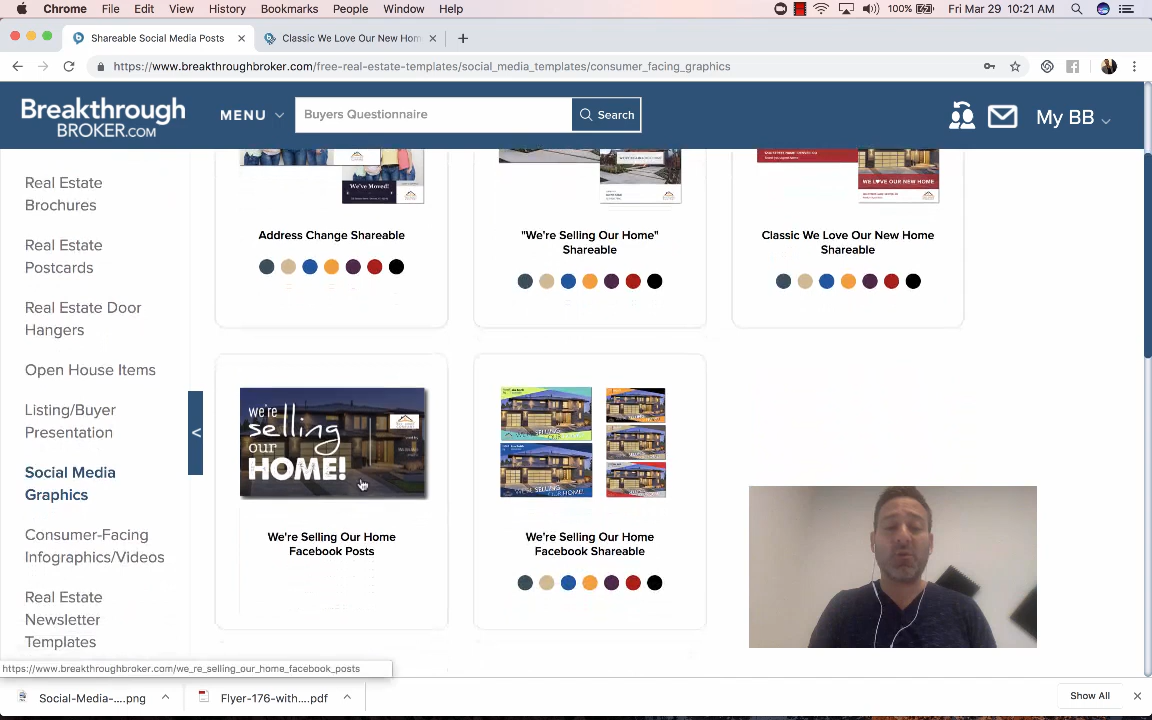 Chrome File Edit View History Bookmarks People Window Help 100% Fri Mar 29 10:21 AM
Shareable Social Media Posts × Classic We Love Our New Hom × +
https://www.breakthroughbroker.com/free-real-estate-templates/social_media_templates/consumer_facing_graphics
Breakthrough
BROKER.COM
MENU
Buyers Questionnaire
Search
My BB
Real Estate
Brochures
Real Estate
Postcards
Real Estate Door
Hangers
Open House Items
Listing/Buyer
Presentation
Social Media
Graphics
Consumer-Facing
Infographics/Videos
Real Estate
Newsletter
Templates
<
We've Moved!
Address Change Shareable
"We're Selling Our Home"
Shareable
WE LOVE OUR NEW HOME
Classic We Love Our New Home
Shareable
we're
selling
our
HOME!
We're Selling Our Home
Facebook Posts
WE'RE SELLING OUR HOME!
We're Selling Our Home
Facebook Shareable
https://www.breakthroughbroker.com/we_re_selling_our_home_facebook_posts
Social-Media-....png
Flyer-176-with....pdf
Show All
×